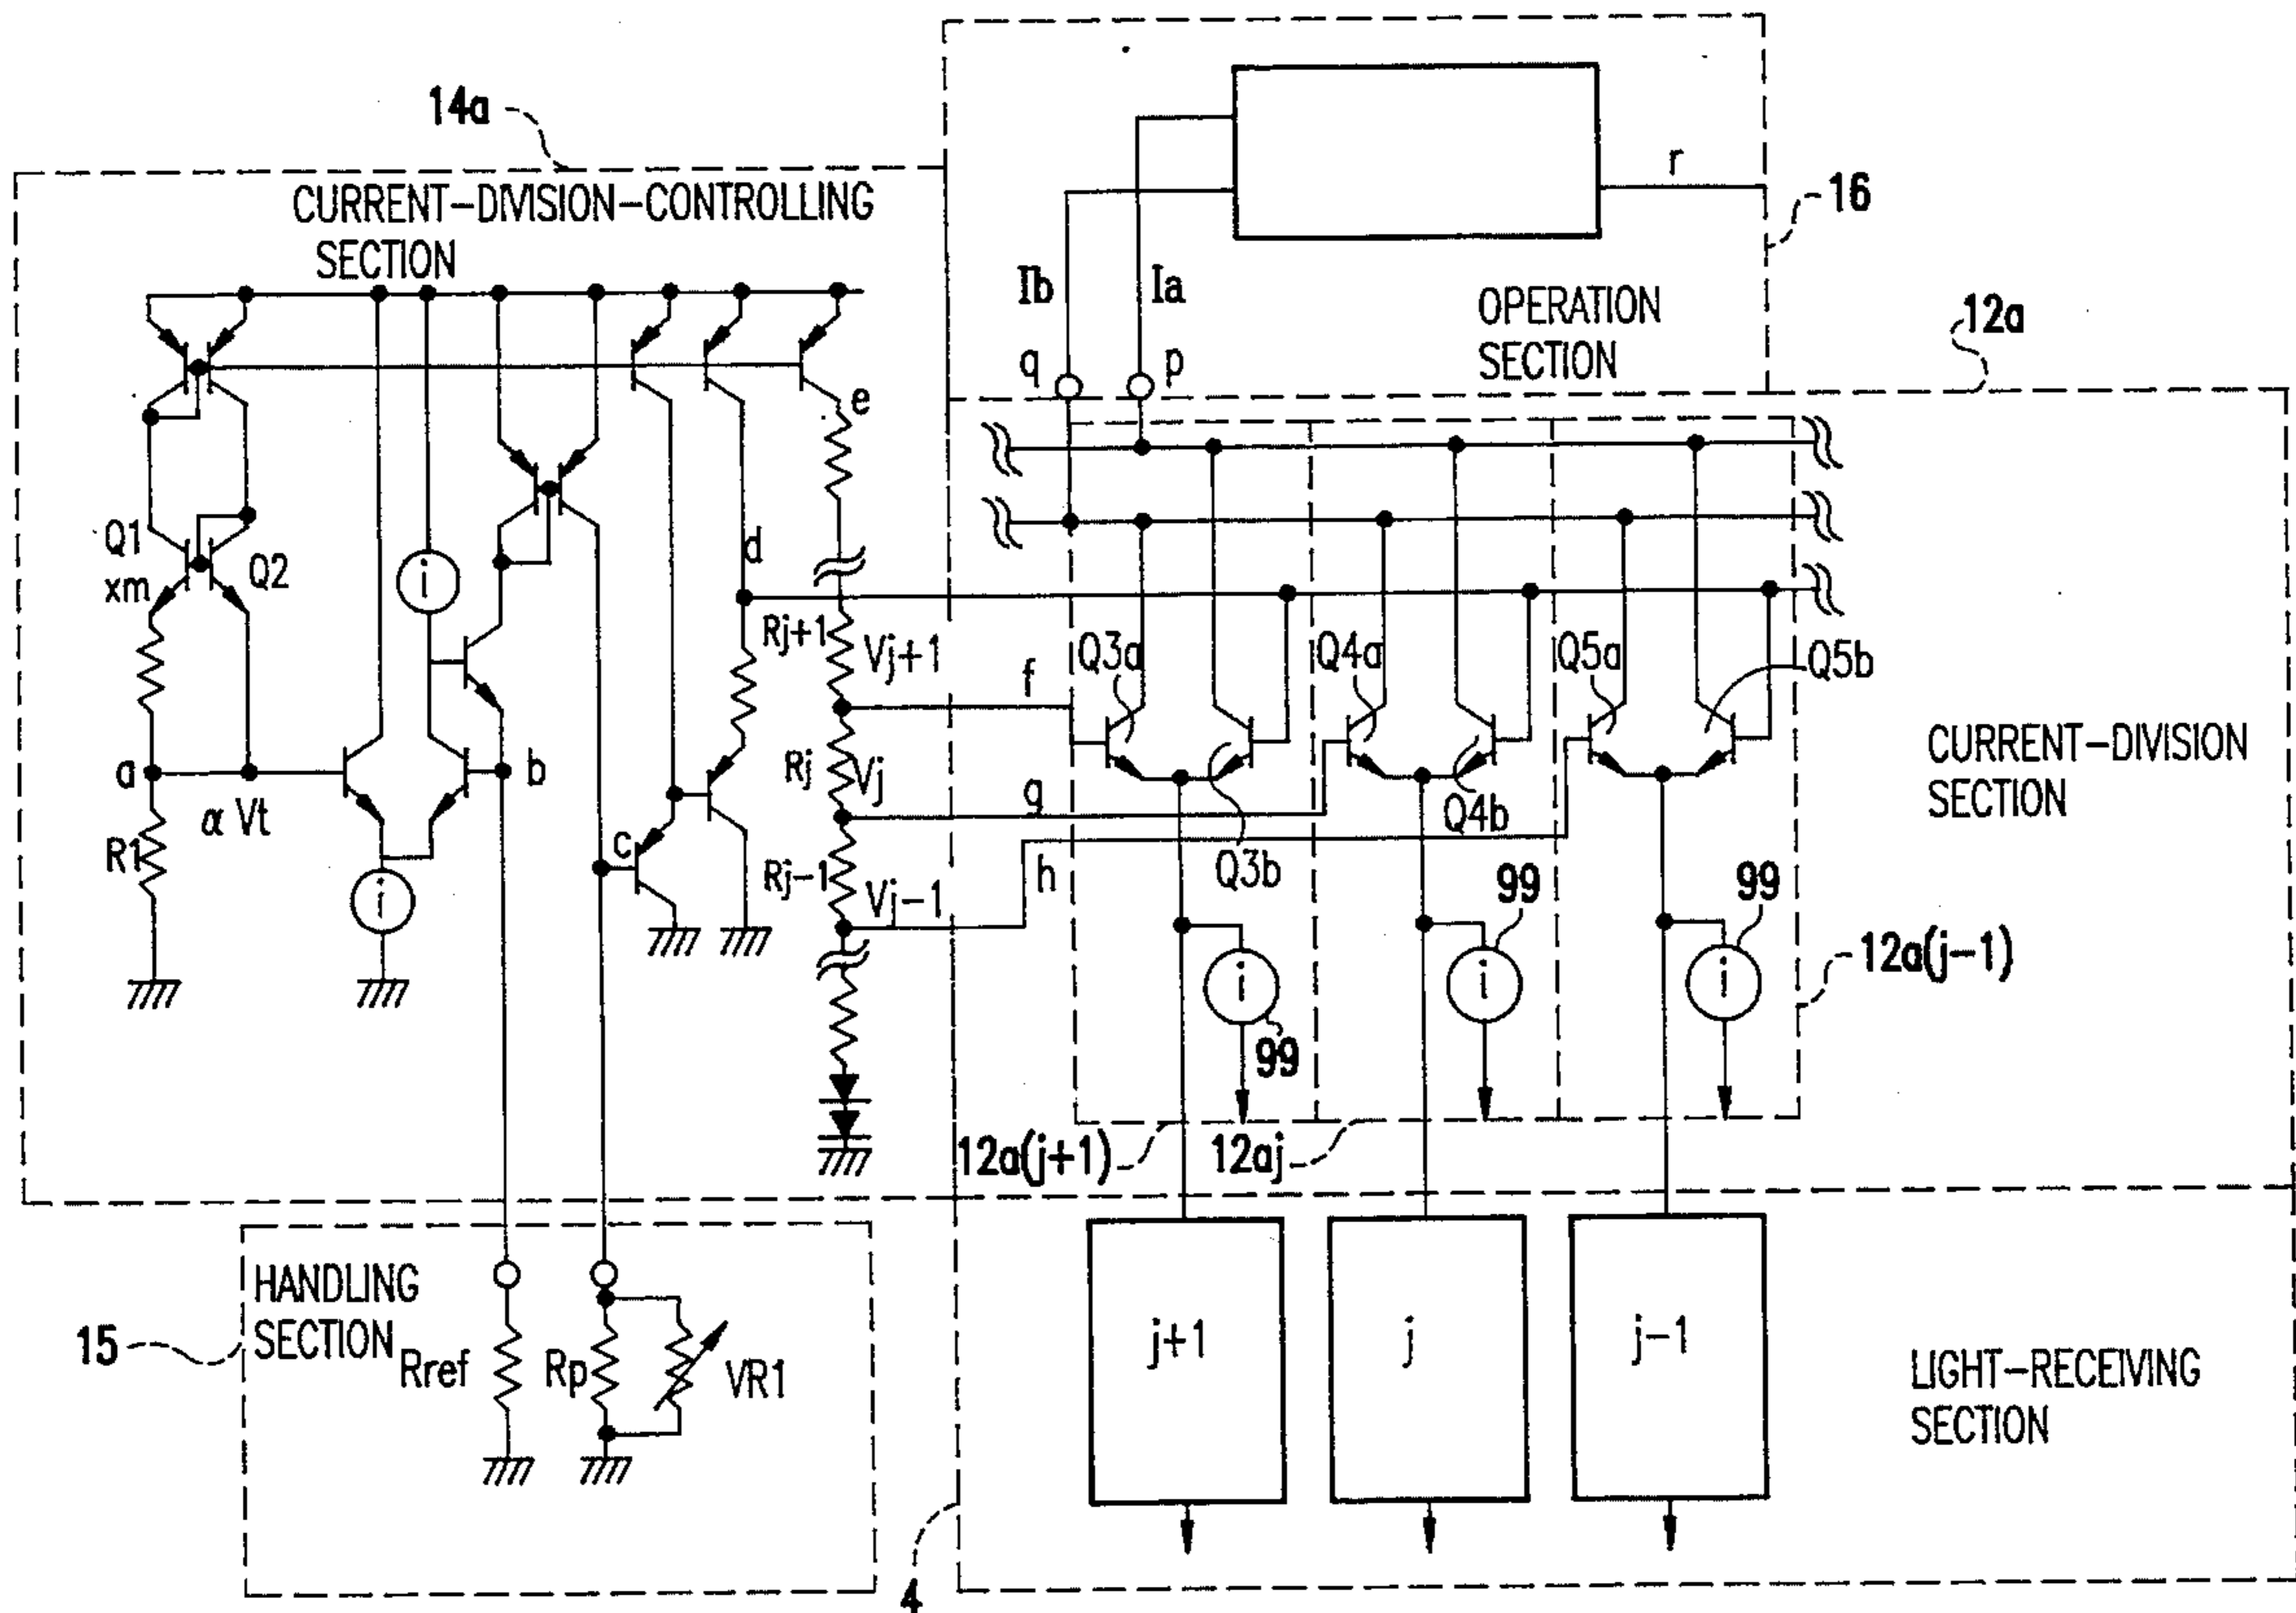 14a
CURRENT-DIVISION-CONTROLLING
SECTION
r
16
Ib
Ia
OPERATION
SECTION
12a
q
p
e
Q1
xm
Q2
i
d
Rj+1
Vj+1
f
Q3a
Q4a
Q5a
Q5b
CURRENT-DIVISION
SECTION
a
α Vt
b
Rj
Vj
g
Q4b
R1
i
c
Rj-1
Vj-1
h
Q3b
99
99
i
i
i
99
12a(j-1)
12a(j+1)
12aj
HANDLING
SECTION
15
Rref
Rp
VR1
j+1
j
j-1
LIGHT-RECEIVING
SECTION
4